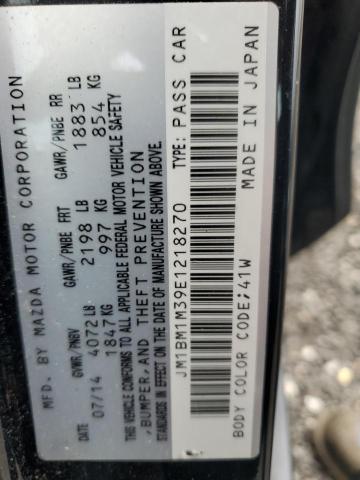 MFD. BY MAZDA MOTOR CORPORATION
GVWR/PNBV GAWR/PNBE FRT GAWR/PNBE RR
07/14 4072 LB 2198 LB 1883 LB
1847 KG 997 KG 854 KG
THIS VEHICLE CONFORMS TO ALL APPLICABLE FEDERAL MOTOR VEHICLE SAFETY
,BUMPER, AND THEFT PREVENTION
STANDARDS IN EFFECT ON THE DATE OF MANUFACTURE SHOWN ABOVE.
JM1BM1M39E1218270 TYPE: PASS CAR
BODY COLOR CODE;41W MADE IN JAPAN